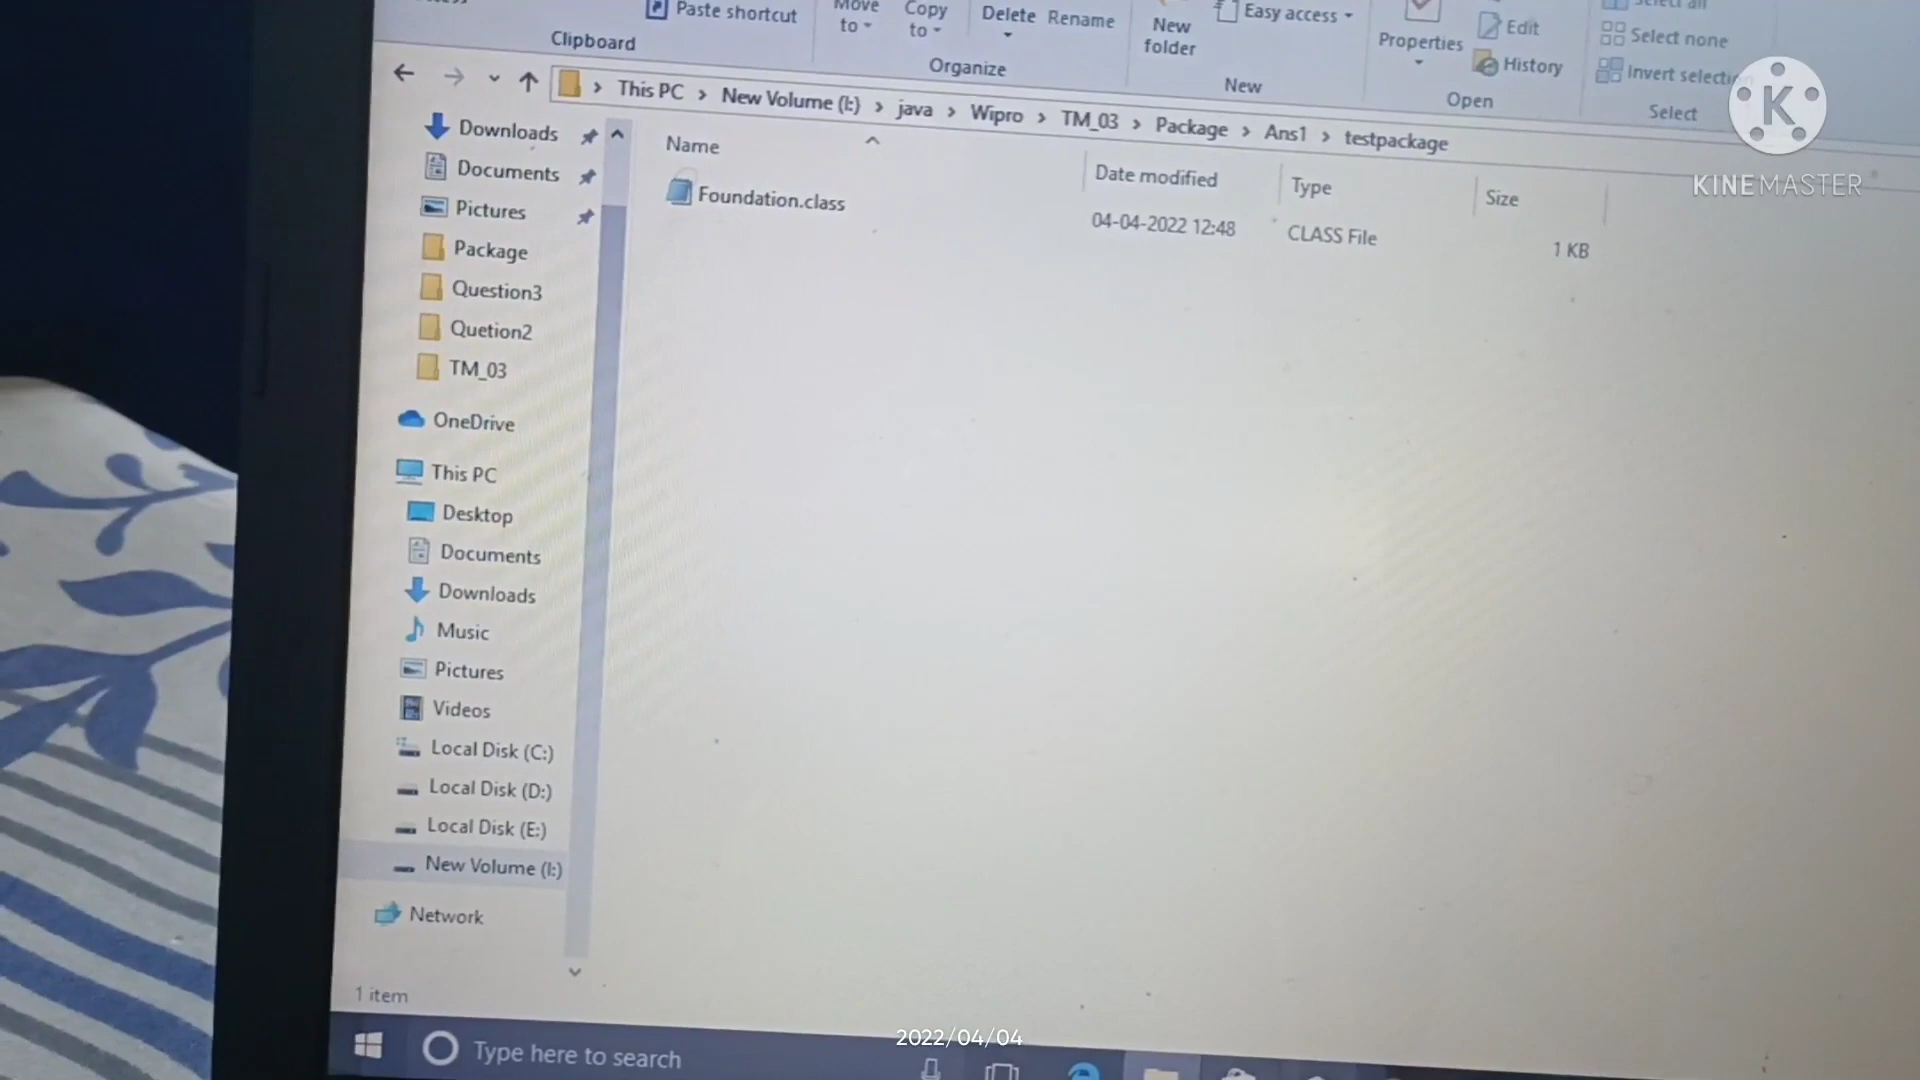 Paste shortcut
Move to
Copy to
Delete
Rename
New folder
Easy access
Properties
Edit
History
Select all
Select none
Invert selection
Clipboard
Organize
New
Open
Select
This PC > New Volume (I:) > java > Wipro > TM_03 > Package > Ans1 > testpackage
KINEMASTER
Name
Date modified
Type
Size
Foundation.class
04-04-2022 12:48
CLASS File
1 KB
Downloads
Documents
Pictures
Package
Question3
Quetion2
TM_03
OneDrive
This PC
Desktop
Documents
Downloads
Music
Pictures
Videos
Local Disk (C:)
Local Disk (D:)
Local Disk (E:)
New Volume (I:)
Network
1 item
Type here to search
2022/04/04